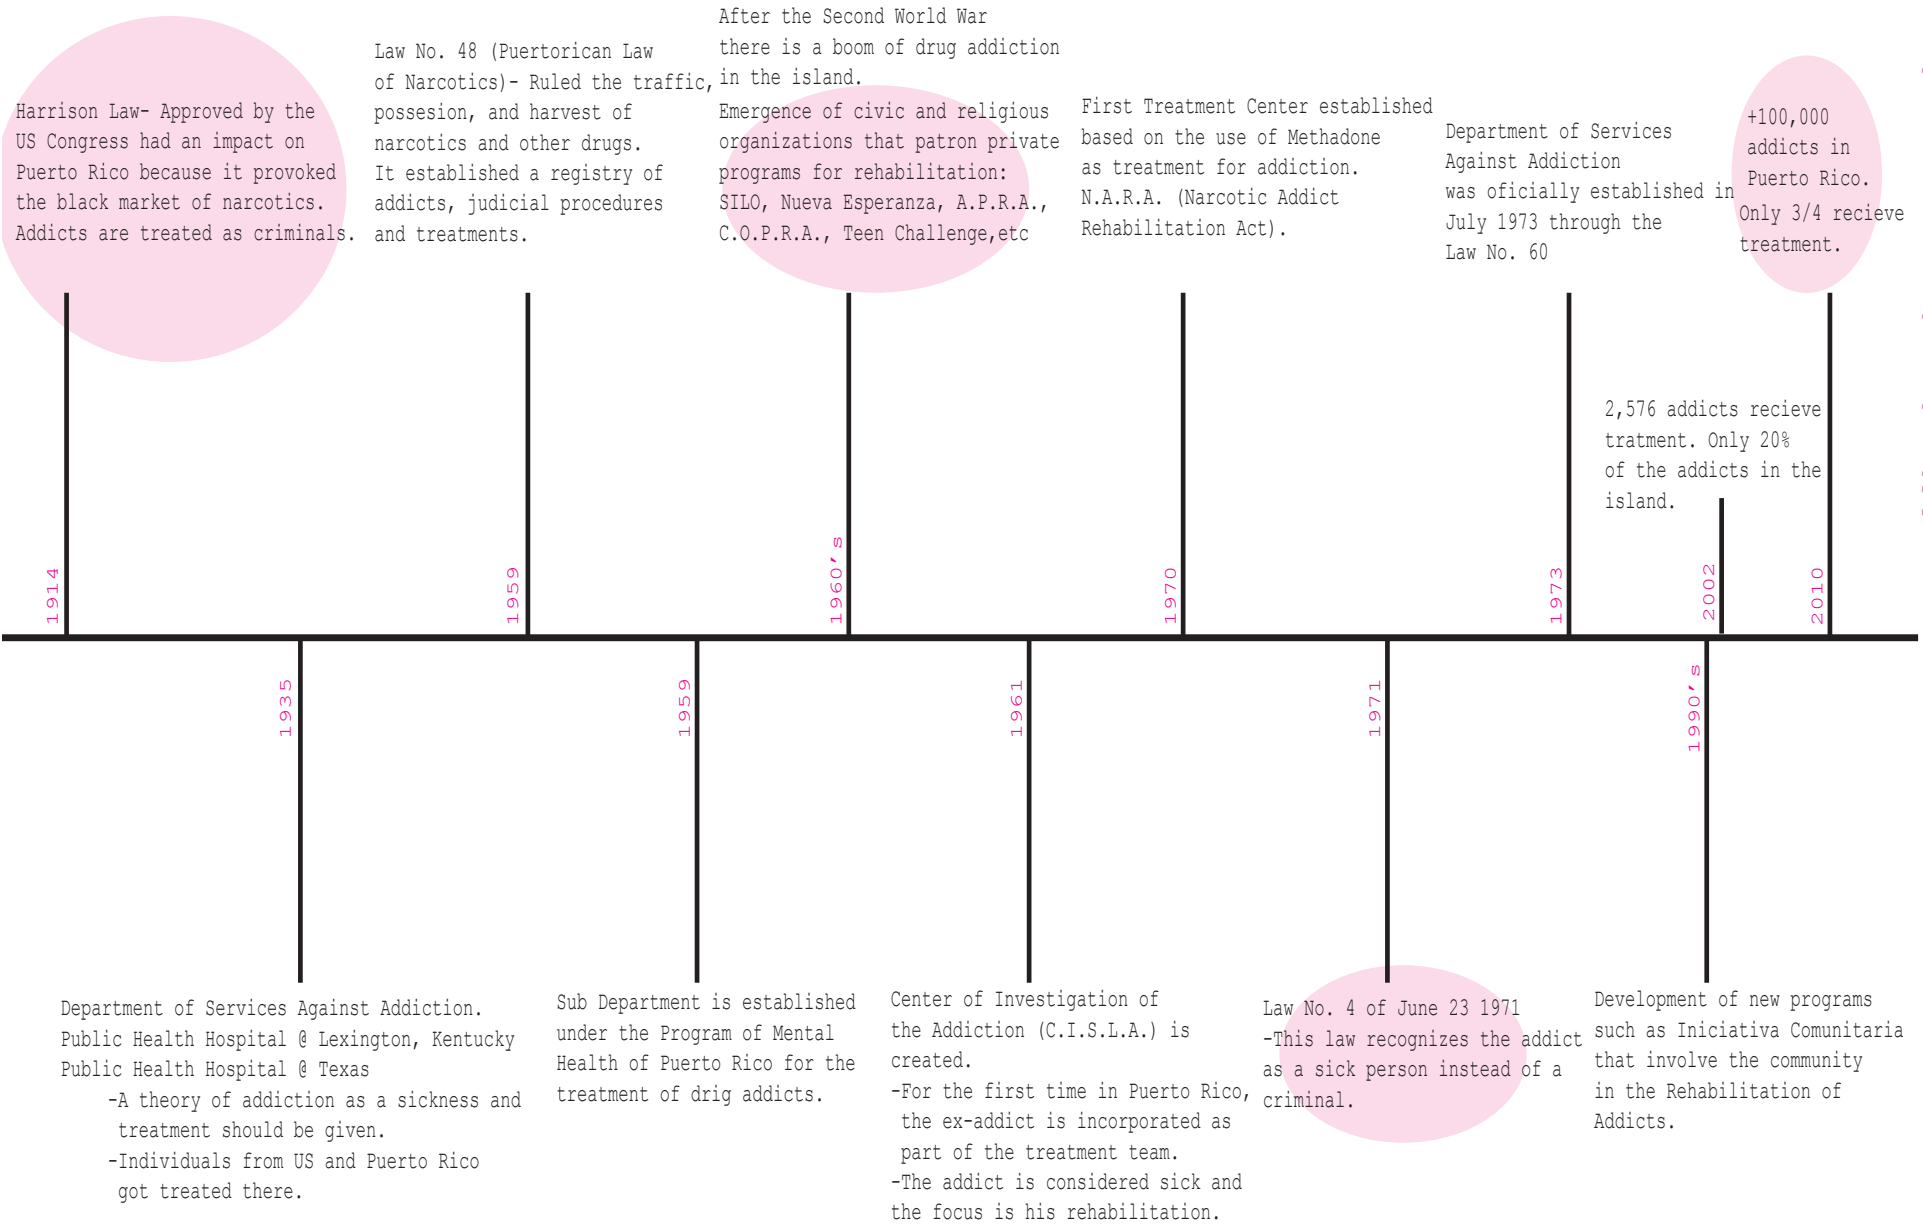 Harrison Law- Approved by the
US Congress had an impact on
Puerto Rico because it provoked
the black market of narcotics.
Addicts are treated as criminals.
Law No. 48 (Puertorican Law
of Narcotics)- Ruled the traffic,
possesion, and harvest of
narcotics and other drugs.
It established a registry of
addicts, judicial procedures
and treatments.
After the Second World War
there is a boom of drug addiction
in the island.
Emergence of civic and religious
organizations that patron private
programs for rehabilitation:
SILO, Nueva Esperanza, A.P.R.A.,
C.O.P.R.A., Teen Challenge,etc
First Treatment Center established
based on the use of Methadone
as treatment for addiction.
N.A.R.A. (Narcotic Addict
Rehabilitation Act).
Department of Services
Against Addiction
was oficially established in
July 1973 through the
Law No. 60
+100,000
addicts in
Puerto Rico.
Only 3/4 recieve
treatment.
2,576 addicts recieve
tratment. Only 20%
of the addicts in the
island.
1914
1959
1960's
1970
1973
2002
2010
1935
1959
1961
1971
1990's
Department of Services Against Addiction.
Public Health Hospital @ Lexington, Kentucky
Public Health Hospital @ Texas
-A theory of addiction as a sickness and
treatment should be given.
-Individuals from US and Puerto Rico
got treated there.
Sub Department is established
under the Program of Mental
Health of Puerto Rico for the
treatment of drig addicts.
Center of Investigation of
the Addiction (C.I.S.L.A.) is
created.
-For the first time in Puerto Rico,
the ex-addict is incorporated as
part of the treatment team.
-The addict is considered sick and
the focus is his rehabilitation.
Law No. 4 of June 23 1971
-This law recognizes the addict
as a sick person instead of a
criminal.
Development of new programs
such as Iniciativa Comunitaria
that involve the community
in the Rehabilitation of
Addicts.